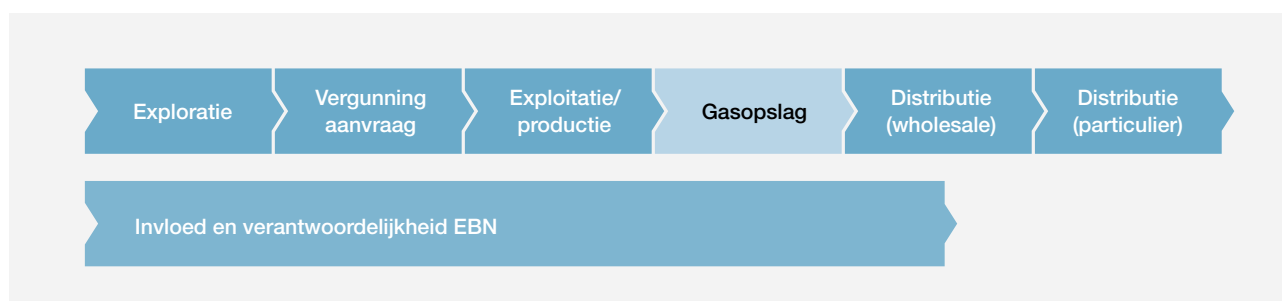 Exploratie
Vergunning
aanvraag
Exploitatie/
productie
Gasopslag
Distributie
(wholesale)
Distributie
(particulier)
Invloed en verantwoordelijkheid EBN